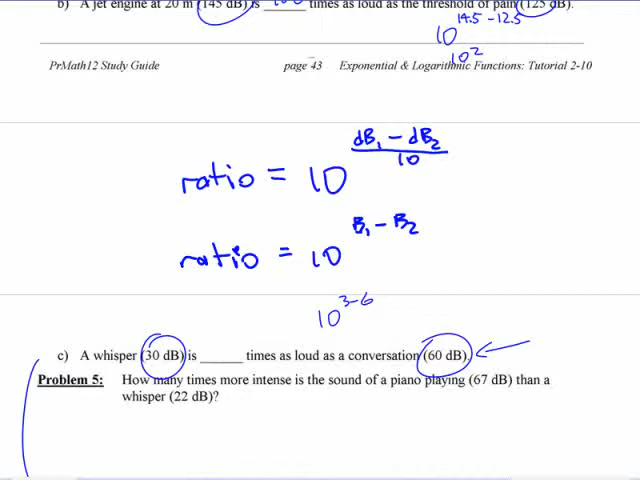 b) A jet engine at 20 m (145 dB) is ______ times as loud as the threshold of pain (125 dB).
10^14.5 - 12.5
10^2
PrMath12 Study Guide page 43 Exponential & Logarithmic Functions: Tutorial 2-10
ratio = 10^(dB₁ - dB₂)/10
ratio = 10^B₁ - B₂
10^3-6
c) A whisper (30 dB) is ______ times as loud as a conversation (60 dB).
Problem 5: How many times more intense is the sound of a piano playing (67 dB) than a
whisper (22 dB)?